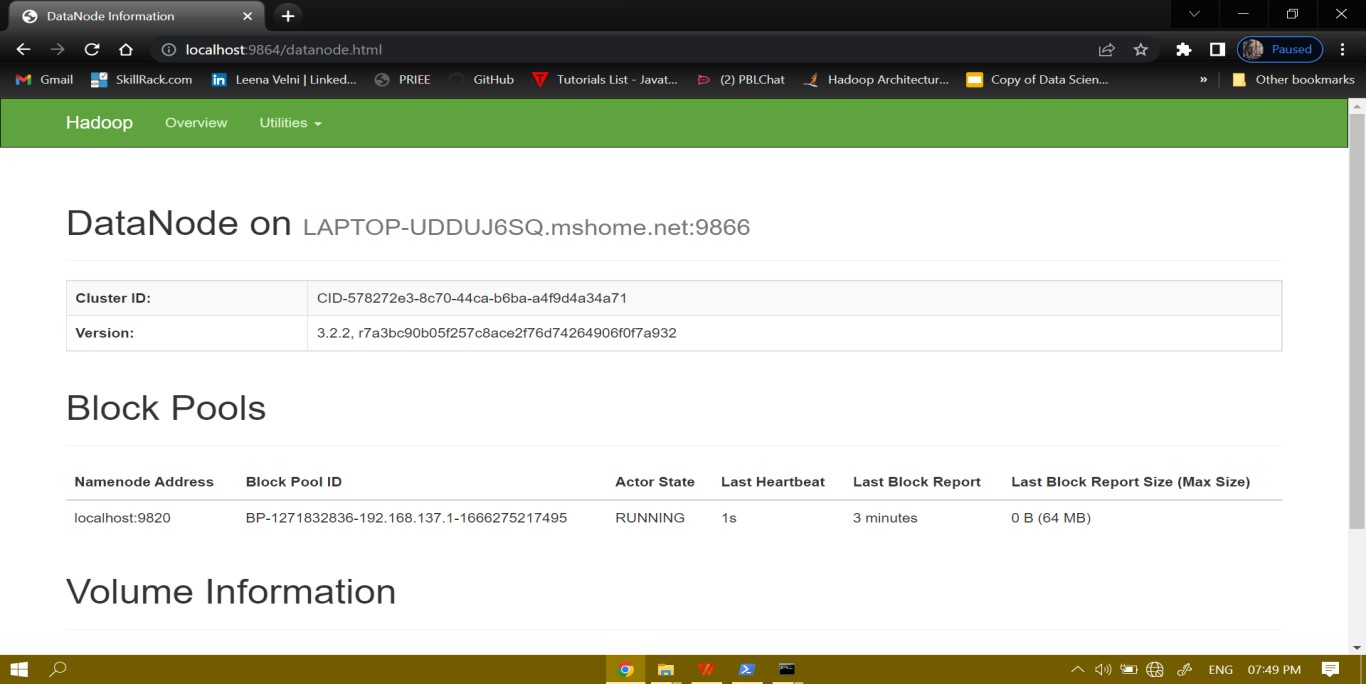 DataNode Information
localhost:9864/datanode.html
Paused
Gmail SkillRack.com Leena Velni | Linked... PRIEE GitHub Tutorials List - Javat... (2) PBLChat Hadoop Architectur... Copy of Data Scien... » Other bookmarks
Hadoop Overview Utilities
DataNode on LAPTOP-UDDUJ6SQ.mshome.net:9866
Cluster ID: CID-578272e3-8c70-44ca-b6ba-a4f9d4a34a71
Version: 3.2.2, r7a3bc90b05f257c8ace2f76d74264906f0f7a932
Block Pools
Namenode Address Block Pool ID Actor State Last Heartbeat Last Block Report Last Block Report Size (Max Size)
localhost:9820 BP-1271832836-192.168.137.1-1666275217495 RUNNING 1s 3 minutes 0 B (64 MB)
Volume Information
ENG 07:49 PM